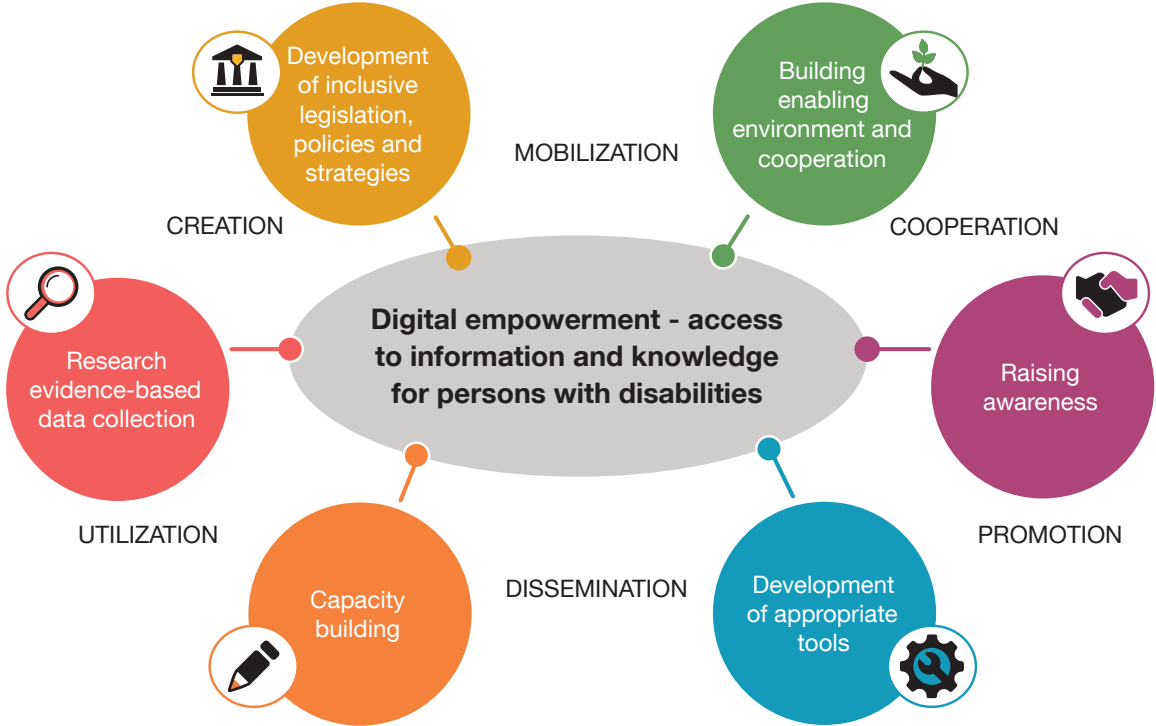 Development
of inclusive
legislation,
policies and
strategies
Building
enabling
environment and
cooperation
MOBILIZATION
CREATION
COOPERATION
Digital empowerment - access
to information and knowledge
for persons with disabilities
Research
evidence-based
data collection
Raising
awareness
UTILIZATION
PROMOTION
DISSEMINATION
Capacity
building
Development
of appropriate
tools